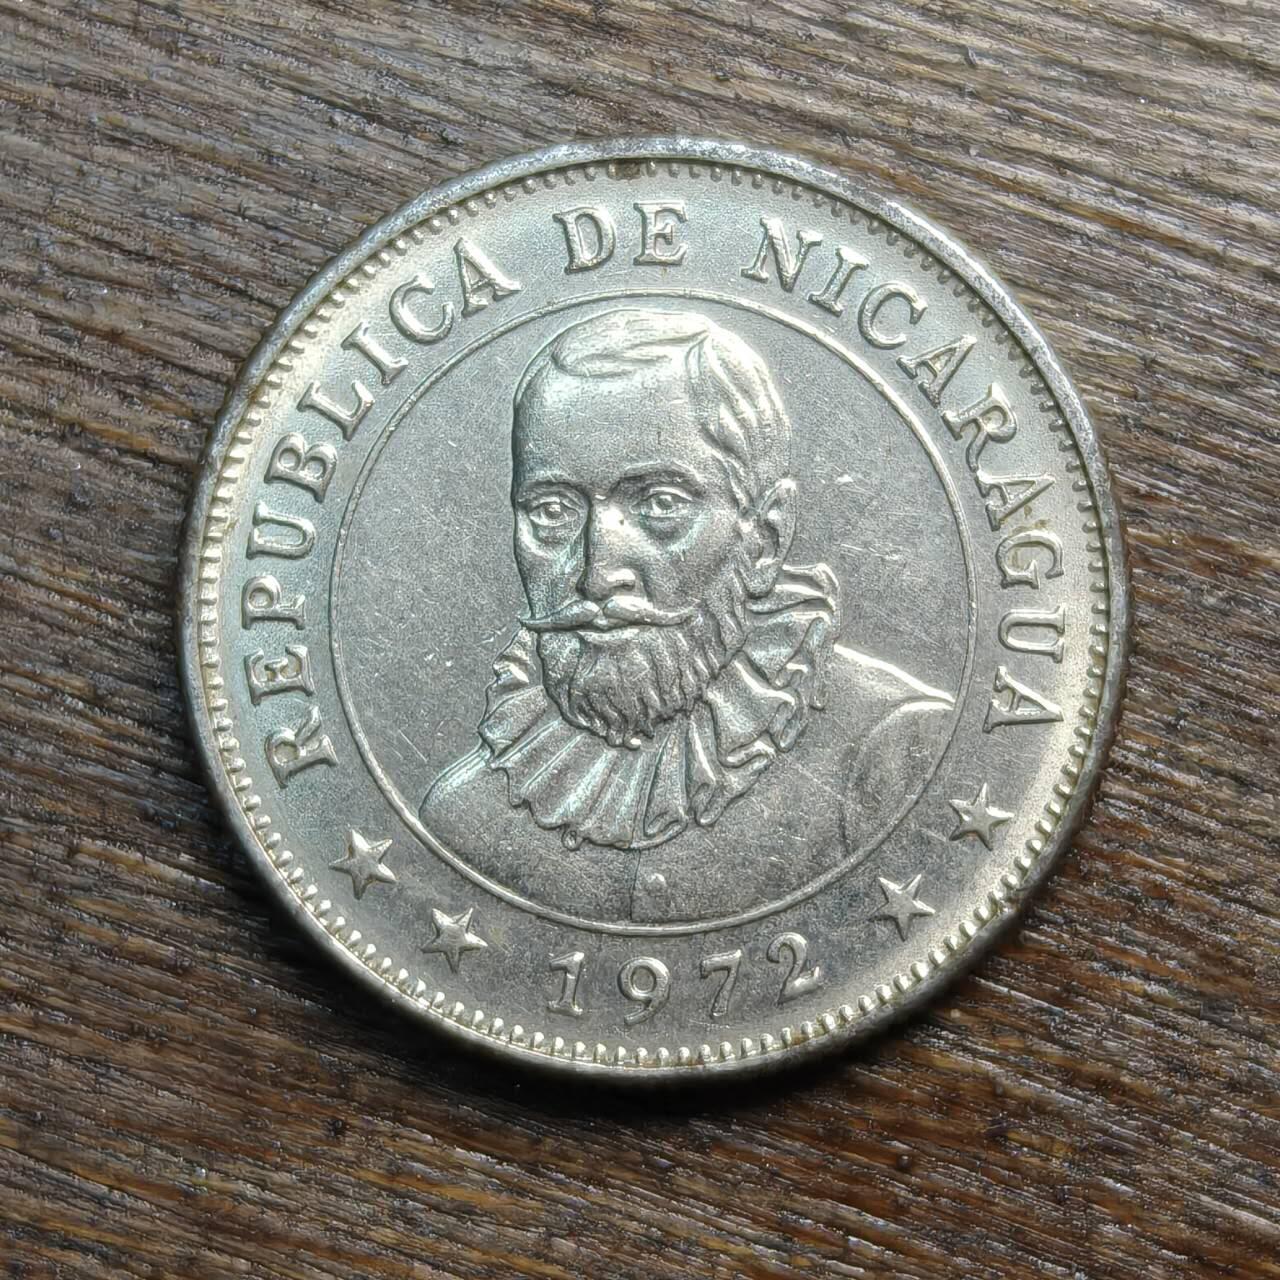 REPUBLICA DE NICARAGUA
1972